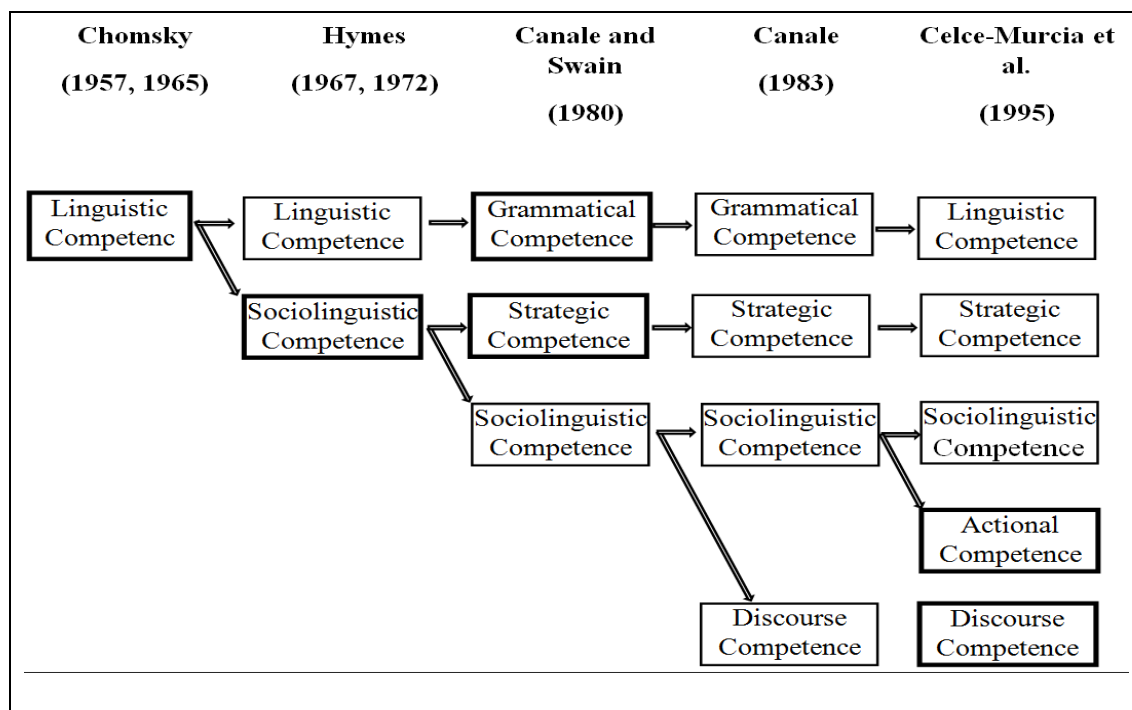 Chomsky
(1957, 1965)
Hymes
(1967, 1972)
Canale and
Swain
(1980)
Canale
(1983)
Celce-Murcia et
al.
(1995)
Linguistic
Competenc
Linguistic
Competence
Grammatical
Competence
Grammatical
Competence
Linguistic
Competence
Sociolinguistic
Competence
Strategic
Competence
Strategic
Competence
Strategic
Competence
Sociolinguistic
Competence
Sociolinguistic
Competence
Sociolinguistic
Competence
Actional
Competence
Discourse
Competence
Discourse
Competence